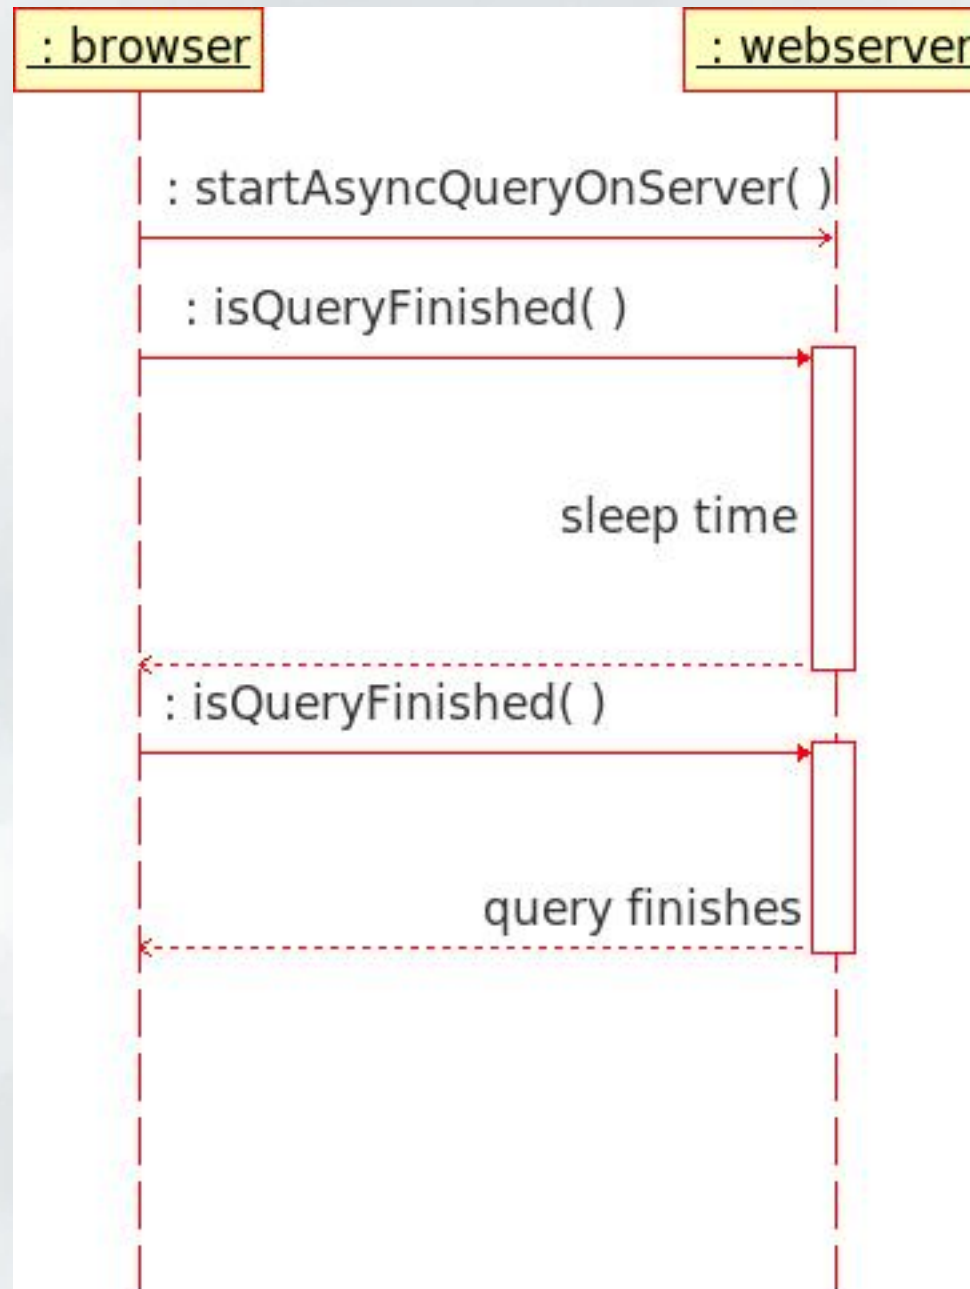 : browser
: webserver
: startAsyncQueryOnServer( )
: isQueryFinished( )
sleep time
: isQueryFinished( )
query finishes